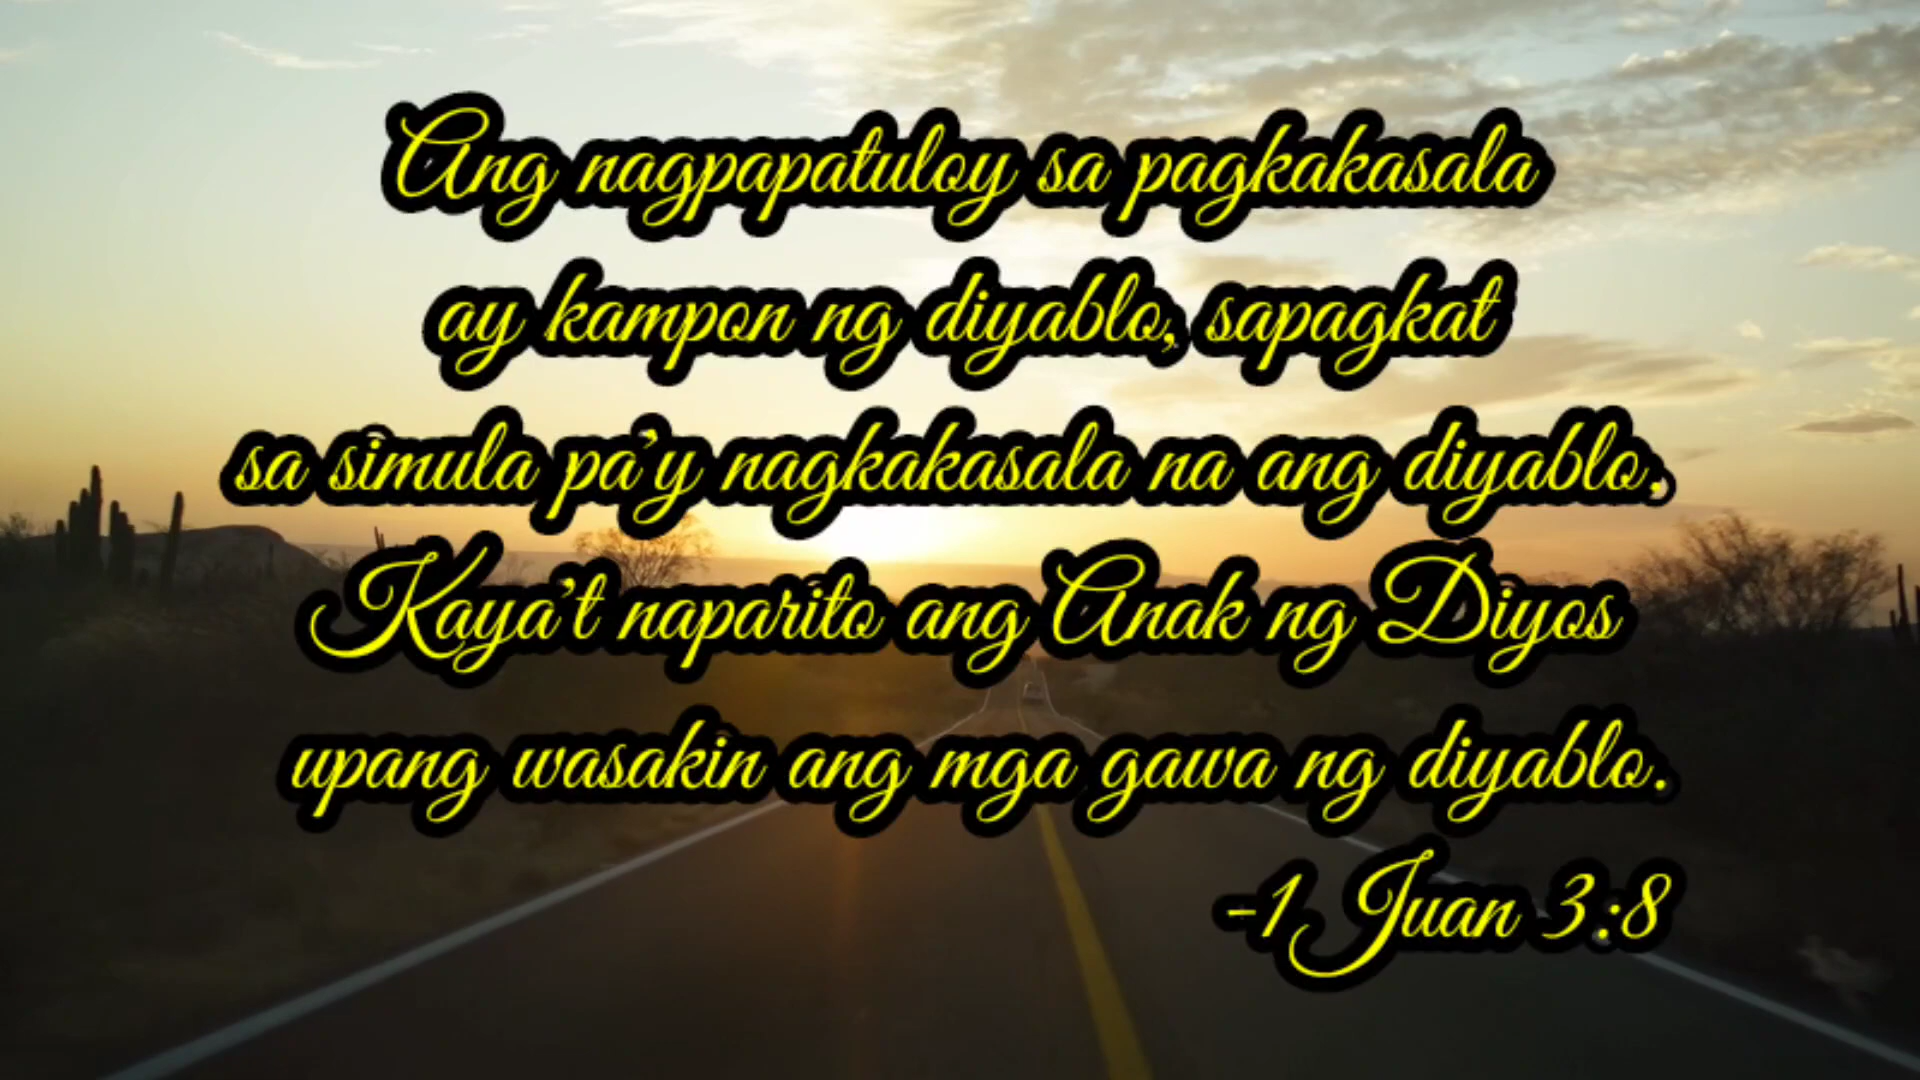 Ang nagpapatuloy sa pagkakasala
ay kampon ng diyablo, sapagkat
sa simula pa’y nagkakasala na ang diyablo.
Kaya’t naparito ang Anak ng Diyos
upang wasakin ang mga gawa ng diyablo.
-1 Juan 3:8